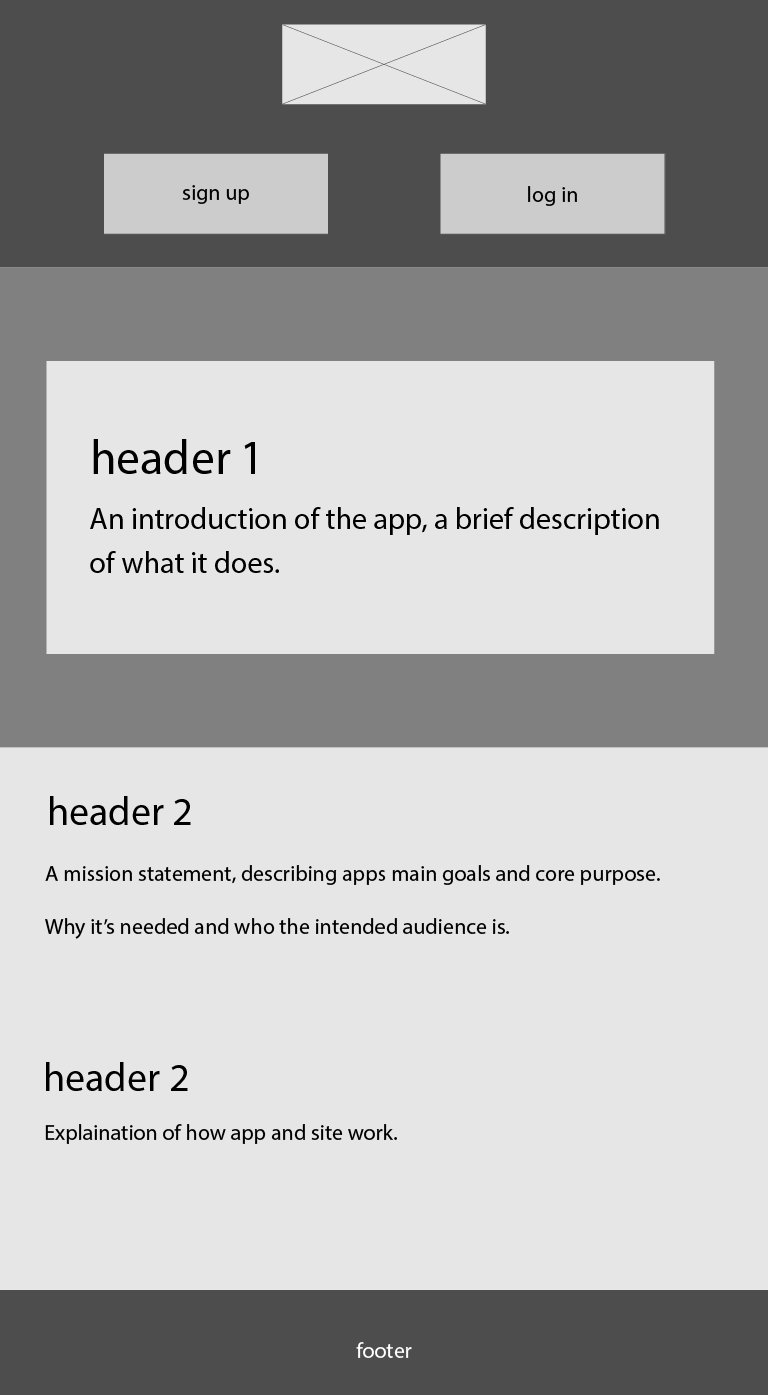 sign up
log in
header 1
An introduction of the app, a brief description
of what it does.
header 2
A mission statement, describing apps main goals and core purpose.
Why it’s needed and who the intended audience is.
header 2
Explaination of how app and site work.
footer